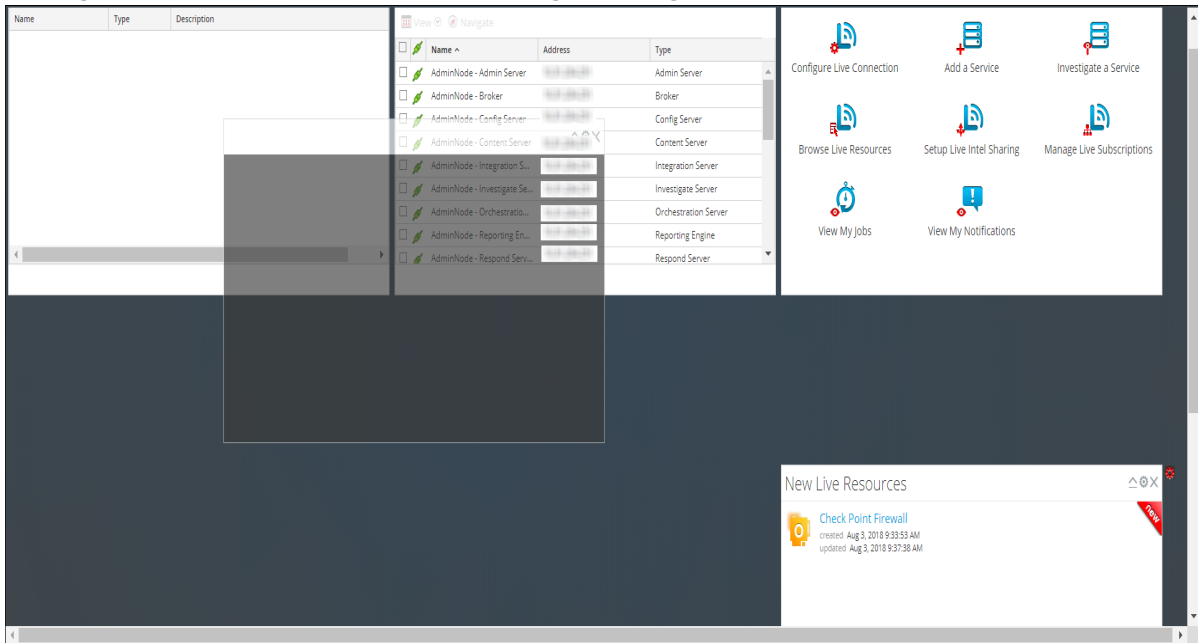 Name Type Description
View Navigate
Name Address Type
AdminNode - Admin Server Admin Server
AdminNode - Broker Broker
AdminNode - Config Server Config Server
AdminNode - Content Server Content Server
AdminNode - Integration S... Integration Server
AdminNode - Investigate Se... Investigate Server
AdminNode - Orchestratio... Orchestration Server
AdminNode - Reporting En... Reporting Engine
AdminNode - Respond Serv... Respond Server
Configure Live Connection Add a Service Investigate a Service
Browse Live Resources Setup Live Intel Sharing Manage Live Subscriptions
View My Jobs View My Notifications
New Live Resources
new
Check Point Firewall
created Aug 3, 2018 9:33:53 AM
updated Aug 3, 2018 9:37:38 AM